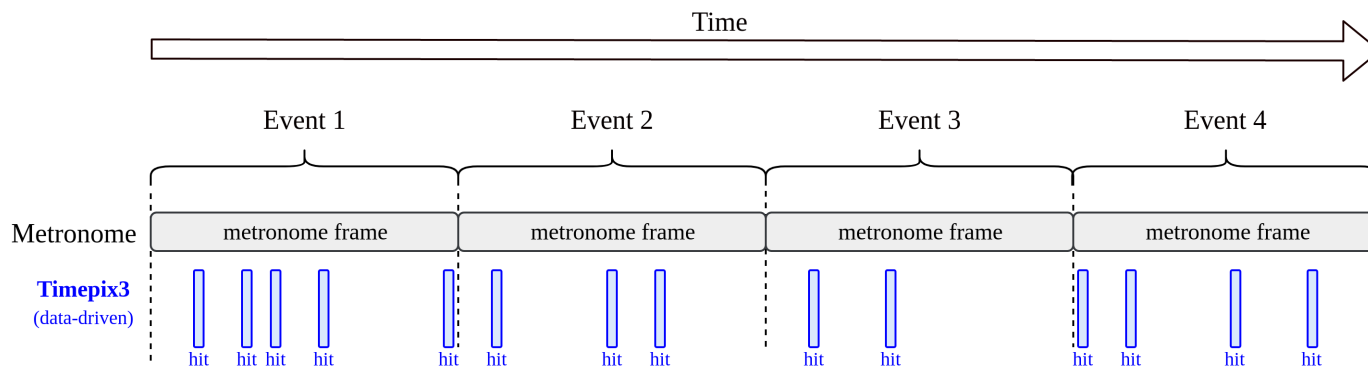 Time
Event 1 Event 2 Event 3 Event 4
Metronome metronome frame metronome frame metronome frame metronome frame
Timepix3
(data-driven)
hit hit hit hit hit hit hit hit hit hit hit hit hit hit